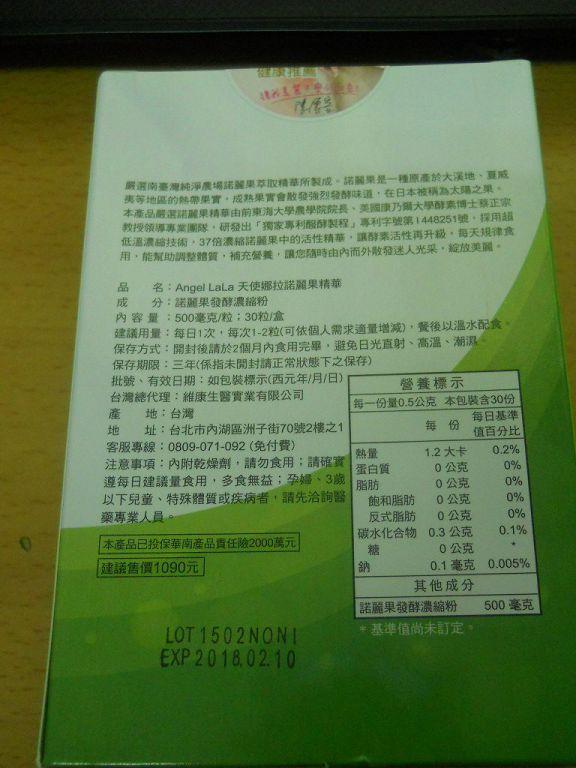 健康推薦
嚴選南臺灣純淨農場諾麗果萃取精華所製成。諾麗果是一種原產於大溪地、夏威
夷等地區的熱帶果實，成熟果實會散發強烈發酵味道，在日本被稱為太陽之果。
本產品嚴選諾麗果精華由前東海大學農學院院長、美國康乃爾大學酵素博士蔡正宗
教授領導專業團隊，研發出「獨家專利醱酵製程」專利字號第I 448251號，採用超
低溫濃縮技術，37倍濃縮諾麗果中的活性精華，讓酵素活性再升級，每天規律食
用，能幫助調整體質，補充營養，讓您隨時由內而外散發迷人光采，綻放美麗。
品　　名：Angel LaLa 天使娜拉諾麗果精華
成　　分：諾麗果發酵濃縮粉
內 容 量：500毫克/粒；30粒/盒
建議用量：每日1次，每次1-2粒(可依個人需求適量增減)，餐後以溫水配食。
保存方式：開封後請於2個月內食用完畢，避免日光直射、高溫、潮濕。
保存期限：三年(係指未開封請正常狀態下之保存)
批號、有效日期：如包裝標示(西元年/月/日)
台灣總代理：維康生醫實業有限公司
產　　地：台灣
地　　址：台北市內湖區洲子街70號2樓之1
客服專線：0809-071-092 (免付費)
注意事項：內附乾燥劑，請勿食用；請確實
遵每日建議量食用，多食無益；孕婦、3歲
以下兒童、特殊體質或疾病者，請先洽詢醫
藥專業人員。
本產品已投保華南產品責任險2000萬元
建議售價1090元
LOT 1502NONI
EXP 2018.02.10
營養標示
每一份量0.5公克 本包裝含30份
每 份 每日基準值百分比
熱量 1.2 大卡 0.2%
蛋白質 0 公克 0%
脂肪 0 公克 0%
飽和脂肪 0 公克 0%
反式脂肪 0 公克 0%
碳水化合物 0.3 公克 0.1%
糖 0 公克 *
鈉 0.1 毫克 0.005%
其他成分
諾麗果發酵濃縮粉 500 毫克
* 基準值尚未訂定。